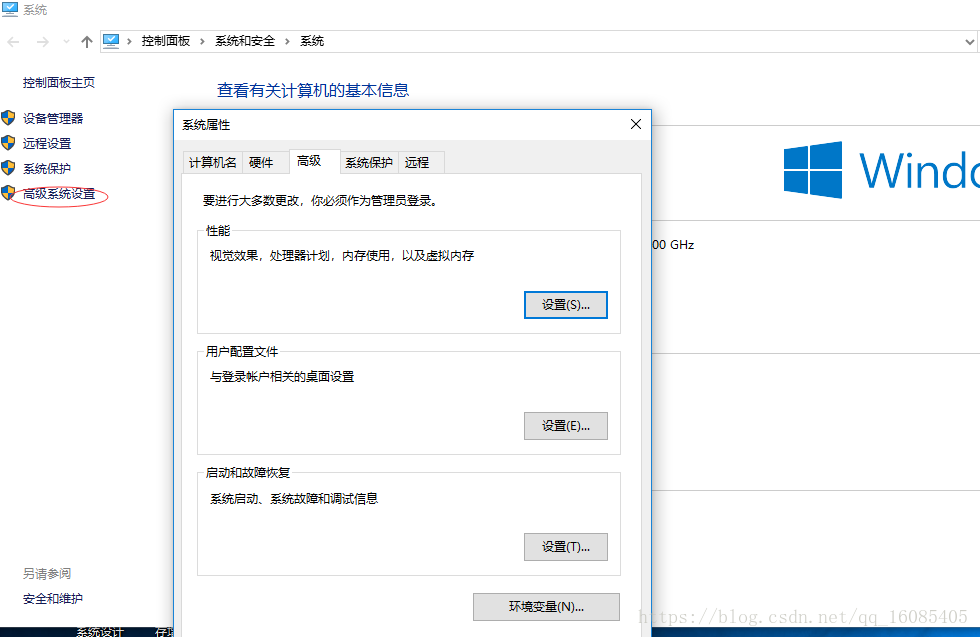 系统
控制面板 › 系统和安全 › 系统
控制面板主页
查看有关计算机的基本信息
设备管理器
远程设置
系统保护
高级系统设置
系统属性
计算机名 硬件 高级 系统保护 远程
要进行大多数更改，你必须作为管理员登录。
性能
视觉效果，处理器计划，内存使用，以及虚拟内存
设置(S)...
用户配置文件
与登录帐户相关的桌面设置
设置(E)...
启动和故障恢复
系统启动、系统故障和调试信息
设置(T)...
环境变量(N)...
Windo
00 GHz
另请参阅
安全和维护
系统设计
https://blog.csdn.net/qq_16085405